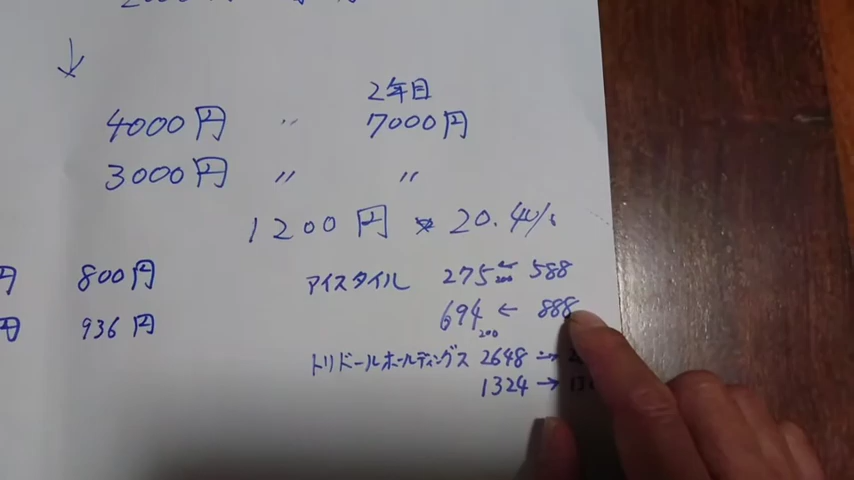 ↓
2年目
4000円 〃 7000円
3000円 〃 〃
1200円 20.4%
アイスタイル 275 ← 588
200
800円
694 ← 888
200
936円
トリドールホールディングス 2648 →
1324 →